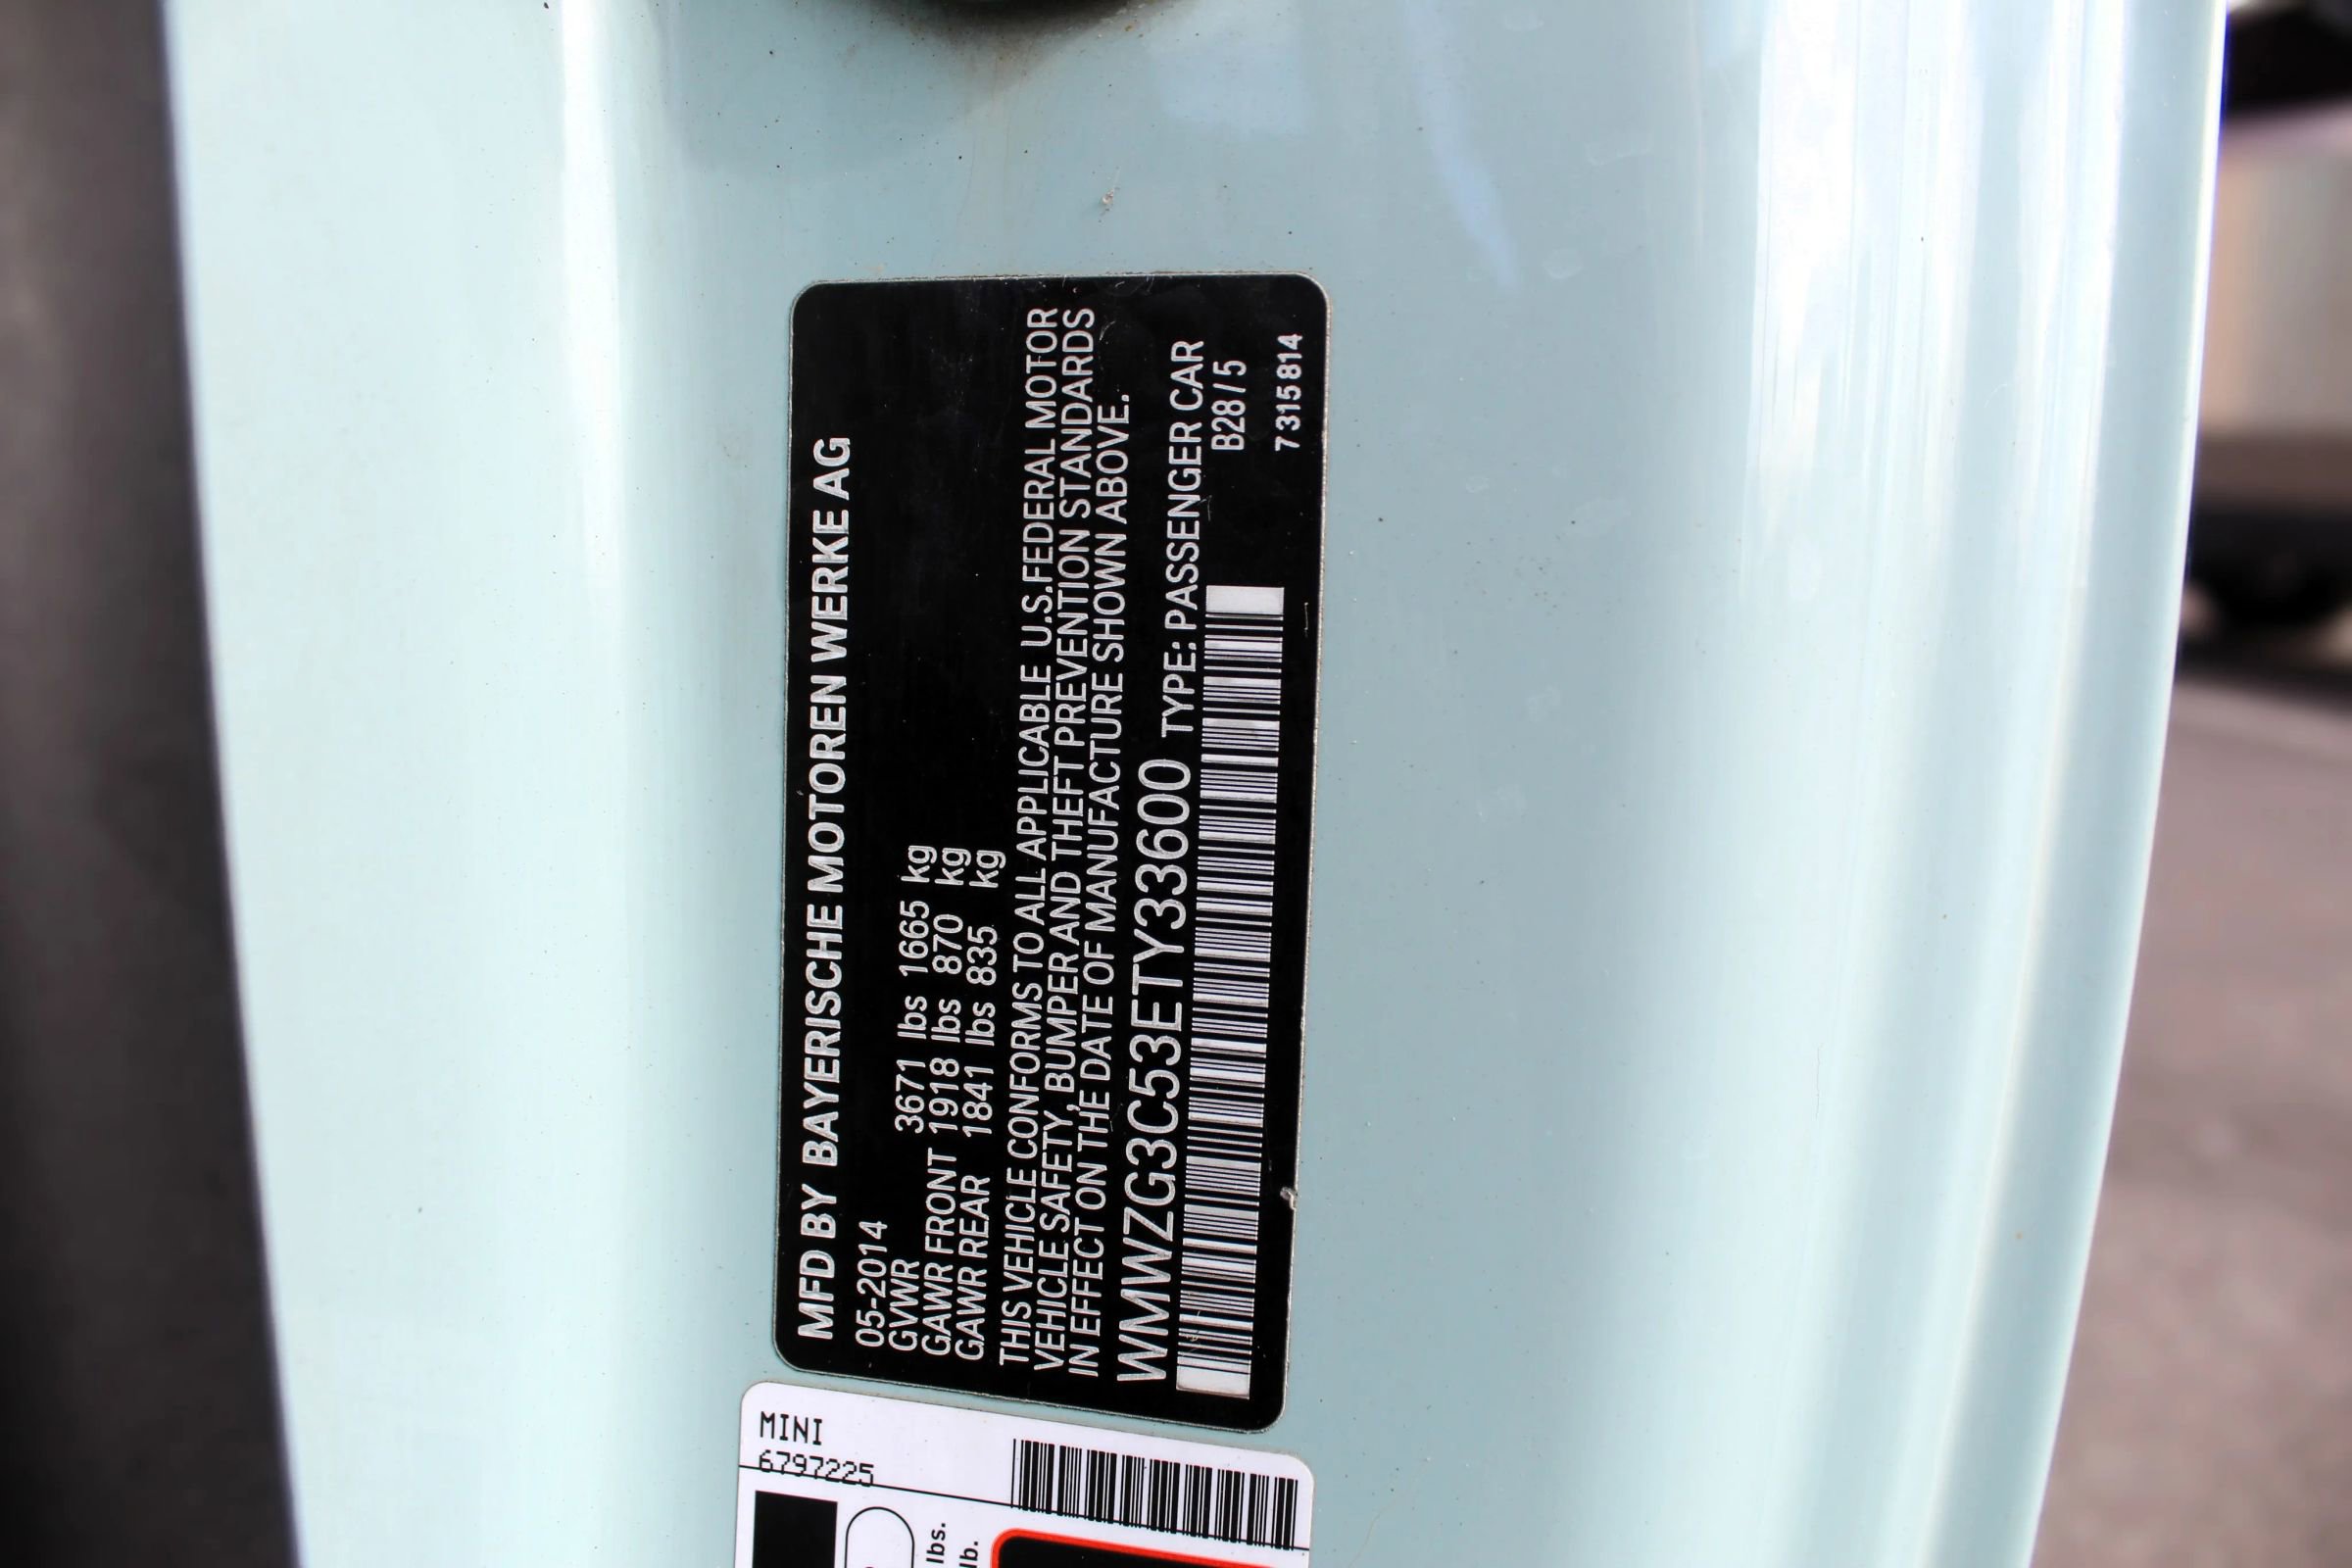 MFD BY BAYERISCHE MOTOREN WERKE AG
05-2014
GVWR 3671 lbs 1665 kg
GAWR FRONT 1918 lbs 870 kg
GAWR REAR 1841 lbs 835 kg
THIS VEHICLE CONFORMS TO ALL APPLICABLE U.S.FEDERAL MOTOR
VEHICLE SAFETY, BUMPER AND THEFT PREVENTION STANDARDS
IN EFFECT ON THE DATE OF MANUFACTURE SHOWN ABOVE.
WMWZG3C53ETY33600 TYPE: PASSENGER CAR
B28 / 5
7315814
MINI
6797225
lbs.
lb.